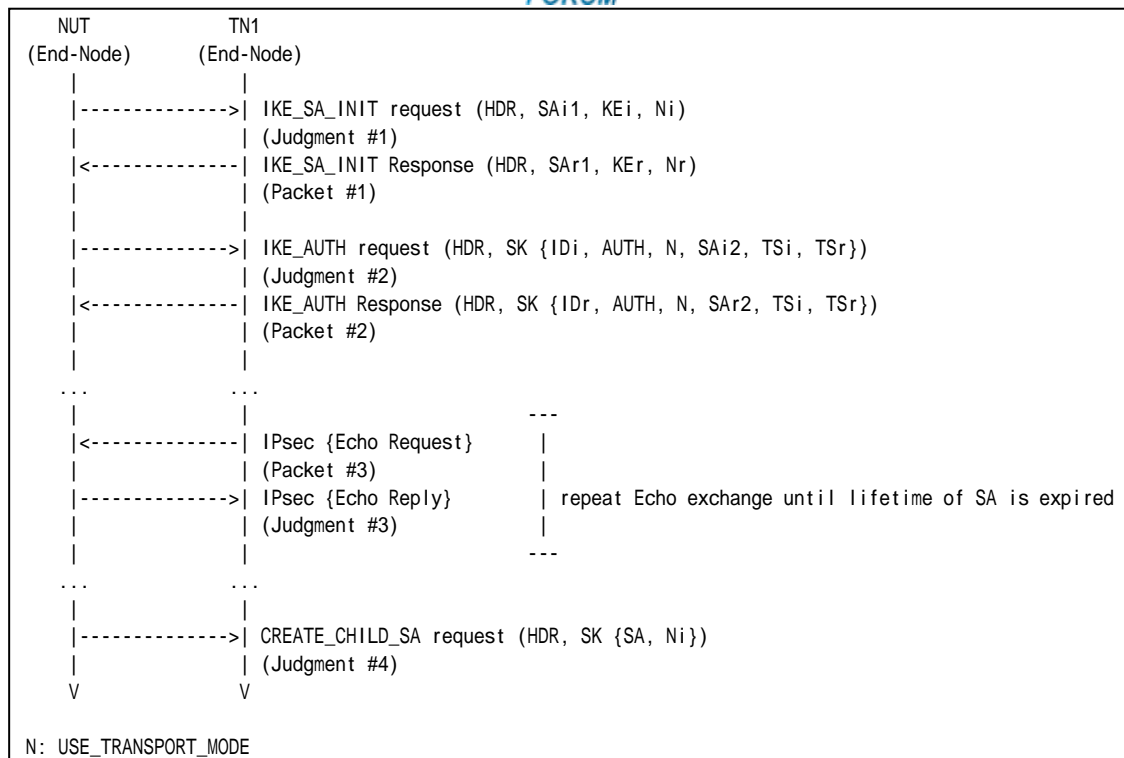 FORUM
NUT TN1
(End-Node) (End-Node)
| |
|-------------->| IKE_SA_INIT request (HDR, SAi1, KEi, Ni)
| | (Judgment #1)
|<--------------| IKE_SA_INIT Response (HDR, SAr1, KEr, Nr)
| | (Packet #1)
| |
|-------------->| IKE_AUTH request (HDR, SK {IDi, AUTH, N, SAi2, TSi, TSr})
| | (Judgment #2)
|<--------------| IKE_AUTH Response (HDR, SK {IDr, AUTH, N, SAr2, TSi, TSr})
| | (Packet #2)
| |
... ...
| | ---
|<--------------| IPsec {Echo Request} |
| | (Packet #3) |
|-------------->| IPsec {Echo Reply} | repeat Echo exchange until lifetime of SA is expired
| | (Judgment #3) |
| | ---
... ...
| |
|-------------->| CREATE_CHILD_SA request (HDR, SK {SA, Ni})
| | (Judgment #4)
V V
N: USE_TRANSPORT_MODE